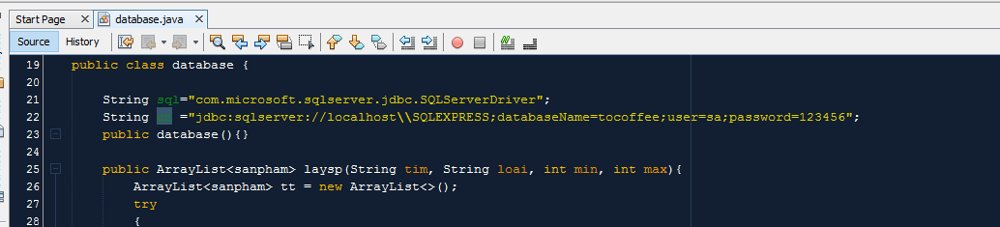 Start Page
database.java
Source
History
19 public class database {
20
21 String sql="com.microsoft.sqlserver.jdbc.SQLServerDriver";
22 String ="jdbc:sqlserver://localhost\\SQLEXPRESS;databaseName=tocoffee;user=sa;password=123456";
23 public database(){}
24
25 public ArrayList<sanpham> laysp(String tim, String loai, int min, int max){
26 ArrayList<sanpham> tt = new ArrayList<>();
27 try
28 {